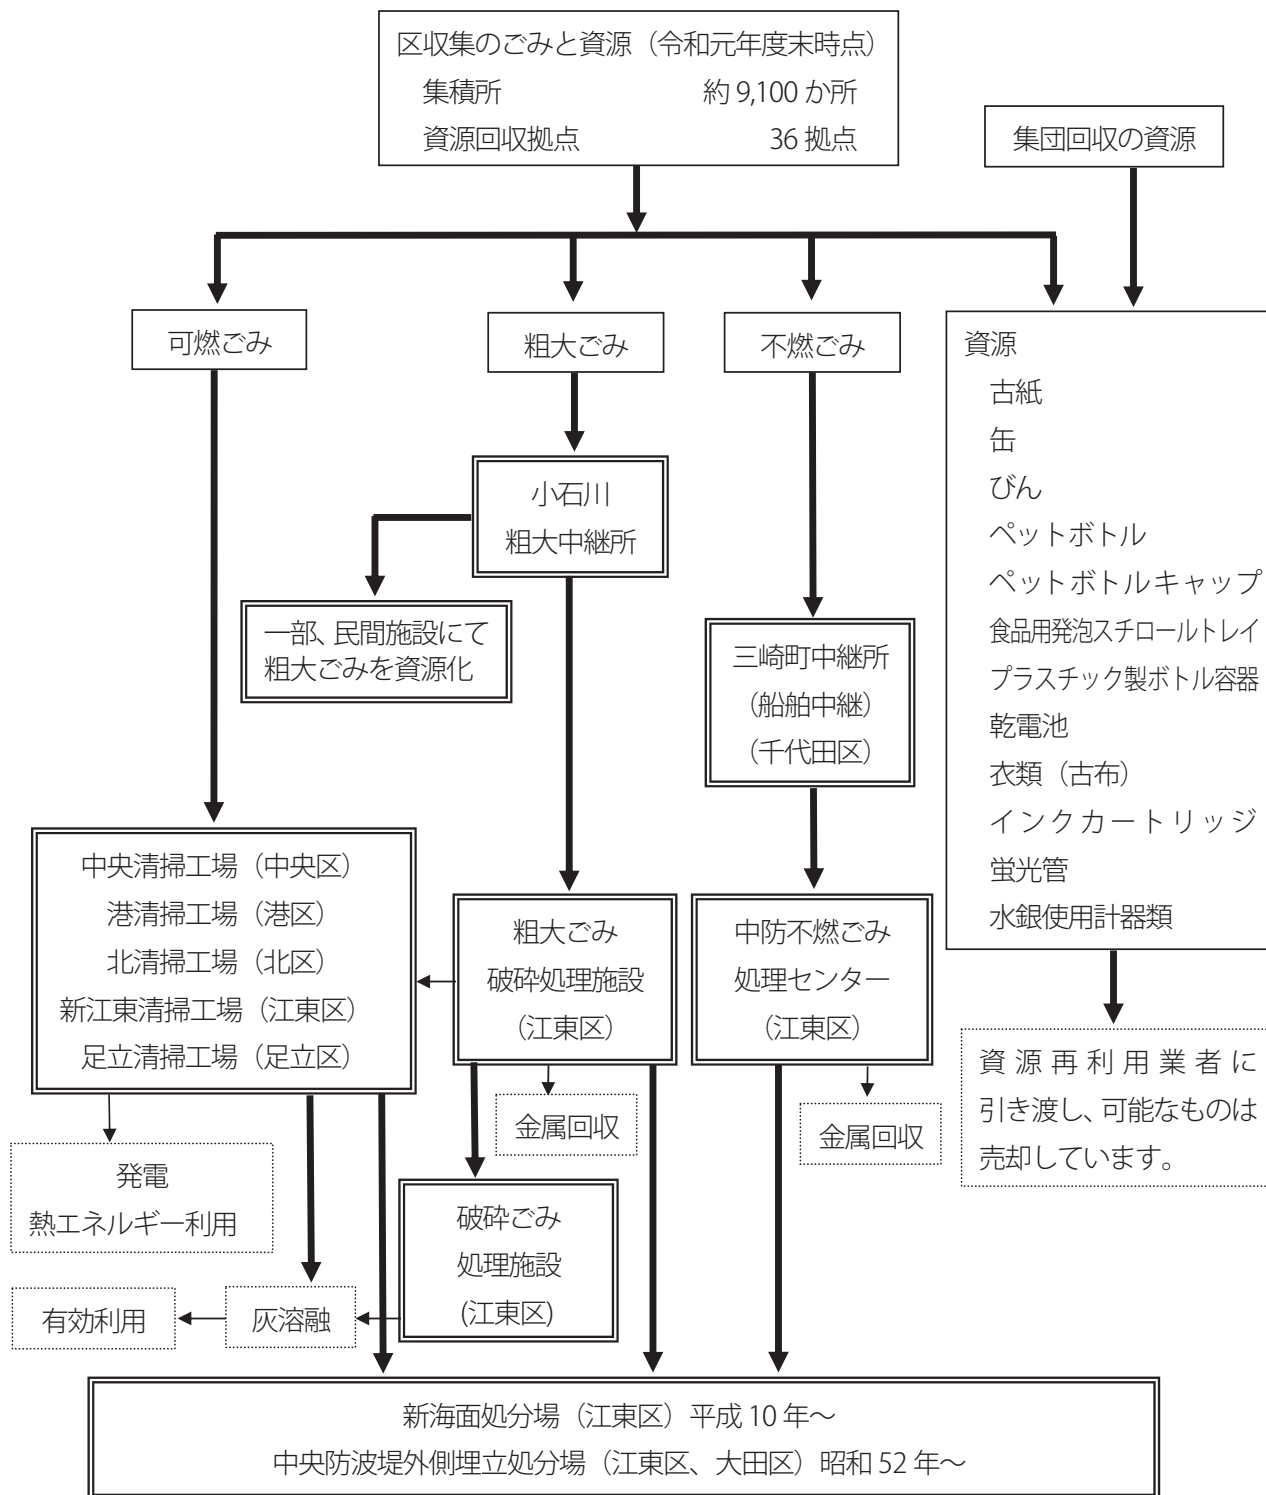 区収集のごみと資源（令和元年度末時点）
集積所 約 9,100 か所
資源回収拠点 36 拠点
集団回収の資源
可燃ごみ
粗大ごみ
不燃ごみ
資源
古紙
缶
びん
ペットボトル
ペットボトルキャップ
食品用発泡スチロールトレイ
プラスチック製ボトル容器
乾電池
衣類（古布）
インクカートリッジ
蛍光管
水銀使用計器類
小石川
粗大中継所
一部、民間施設にて
粗大ごみを資源化
三崎町中継所
（船舶中継）
（千代田区）
中央清掃工場（中央区）
港清掃工場（港区）
北清掃工場（北区）
新江東清掃工場（江東区）
足立清掃工場（足立区）
粗大ごみ
破砕処理施設
（江東区）
中防不燃ごみ
処理センター
（江東区）
資源再利用業者に
引き渡し、可能なものは
売却しています。
金属回収
金属回収
発電
熱エネルギー利用
破砕ごみ
処理施設
(江東区)
有効利用
灰溶融
新海面処分場（江東区）平成 10 年～
中央防波堤外側埋立処分場（江東区、大田区）昭和 52 年～